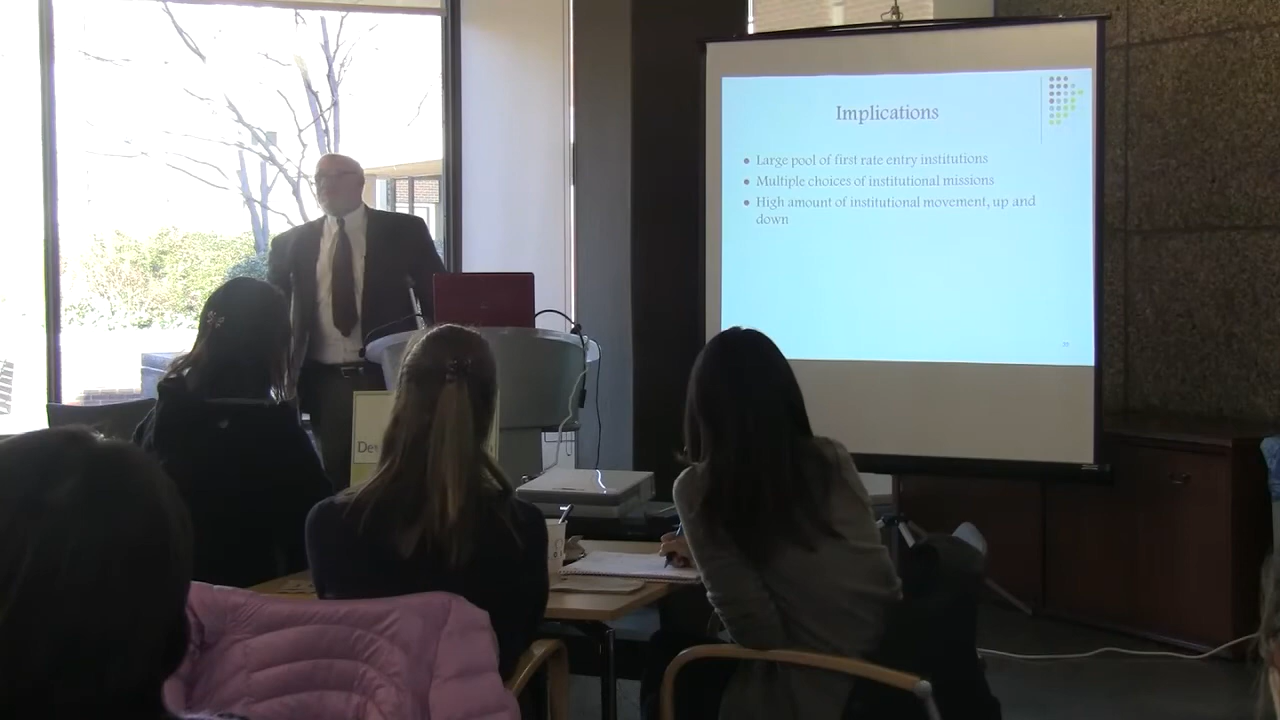 Implications
• Large pool of first rate entry institutions
• Multiple choices of institutional missions
• High amount of institutional movement, up and
down